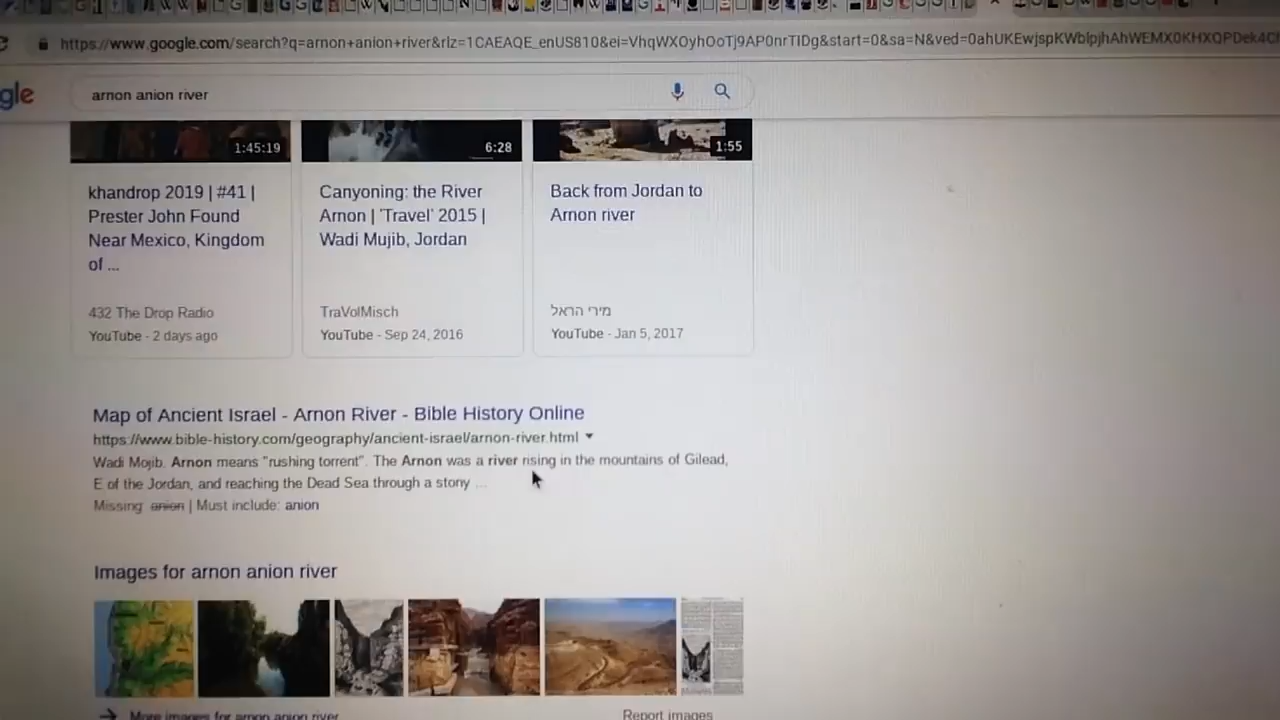 https://www.google.com/search?q=arnon+anion+river&rlz=1CAEAQE_enUS810&ei=VhqWXOyhOoTj9AP0nrTIDg&start=0&sa=N&ved=0ahUKEwjspKWblpjhAhWEMX0KHXQPDek4C
gle
arnon anion river
1:45:19
6:28
1:55
khandrop 2019 | #41 |
Prester John Found
Near Mexico, Kingdom
of ...
432 The Drop Radio
YouTube - 2 days ago
Canyoning: the River
Arnon | 'Travel' 2015 |
Wadi Mujib, Jordan
TraVolMisch
YouTube - Sep 24, 2016
Back from Jordan to
Arnon river
מירי הראל
YouTube - Jan 5, 2017
Map of Ancient Israel - Arnon River - Bible History Online
https://www.bible-history.com/geography/ancient-israel/arnon-river.html
Wadi Mojib. Arnon means "rushing torrent". The Arnon was a river rising in the mountains of Gilead,
E of the Jordan, and reaching the Dead Sea through a stony ...
Missing: anion | Must include: anion
Images for arnon anion river
More images for arnon anion river
Report images